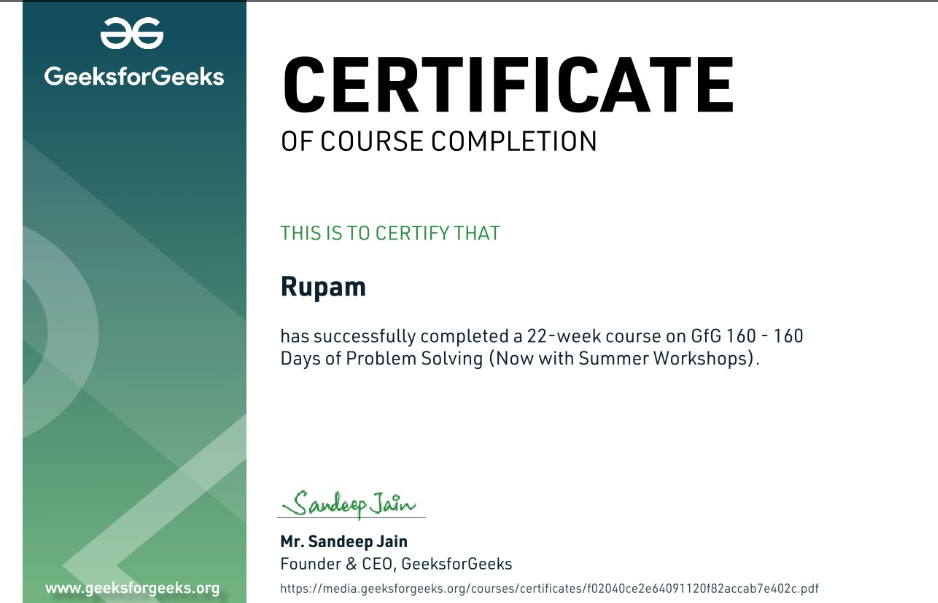 GeeksforGeeks
CERTIFICATE
OF COURSE COMPLETION
THIS IS TO CERTIFY THAT
Rupam
has successfully completed a 22-week course on GfG 160 - 160
Days of Problem Solving (Now with Summer Workshops).
Sandeep Jain
Mr. Sandeep Jain
Founder & CEO, GeeksforGeeks
www.geeksforgeeks.org
https://media.geeksforgeeks.org/courses/certificates/f02040ce2e64091120f82accab7e402c.pdf